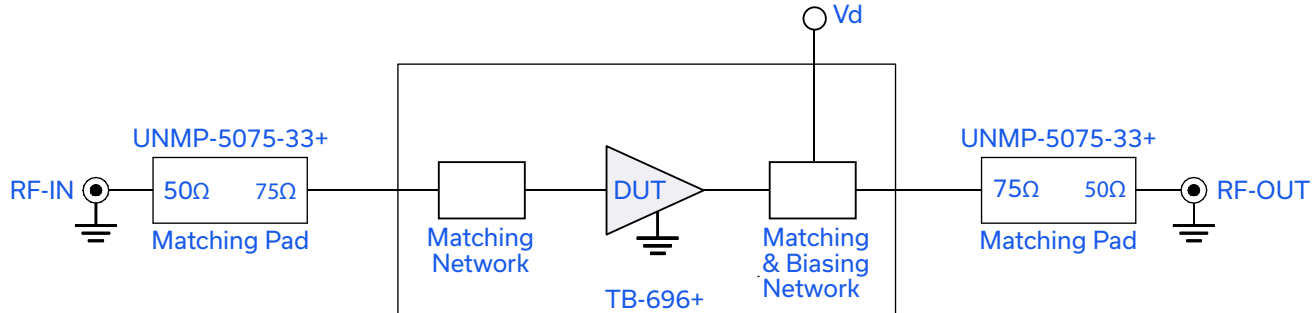 Vd
UNMP-5075-33+
UNMP-5075-33+
RF-IN
50Ω
75Ω
DUT
75Ω
50Ω
RF-OUT
Matching Pad
Matching
Network
Matching
& Biasing
Network
Matching Pad
TB-696+